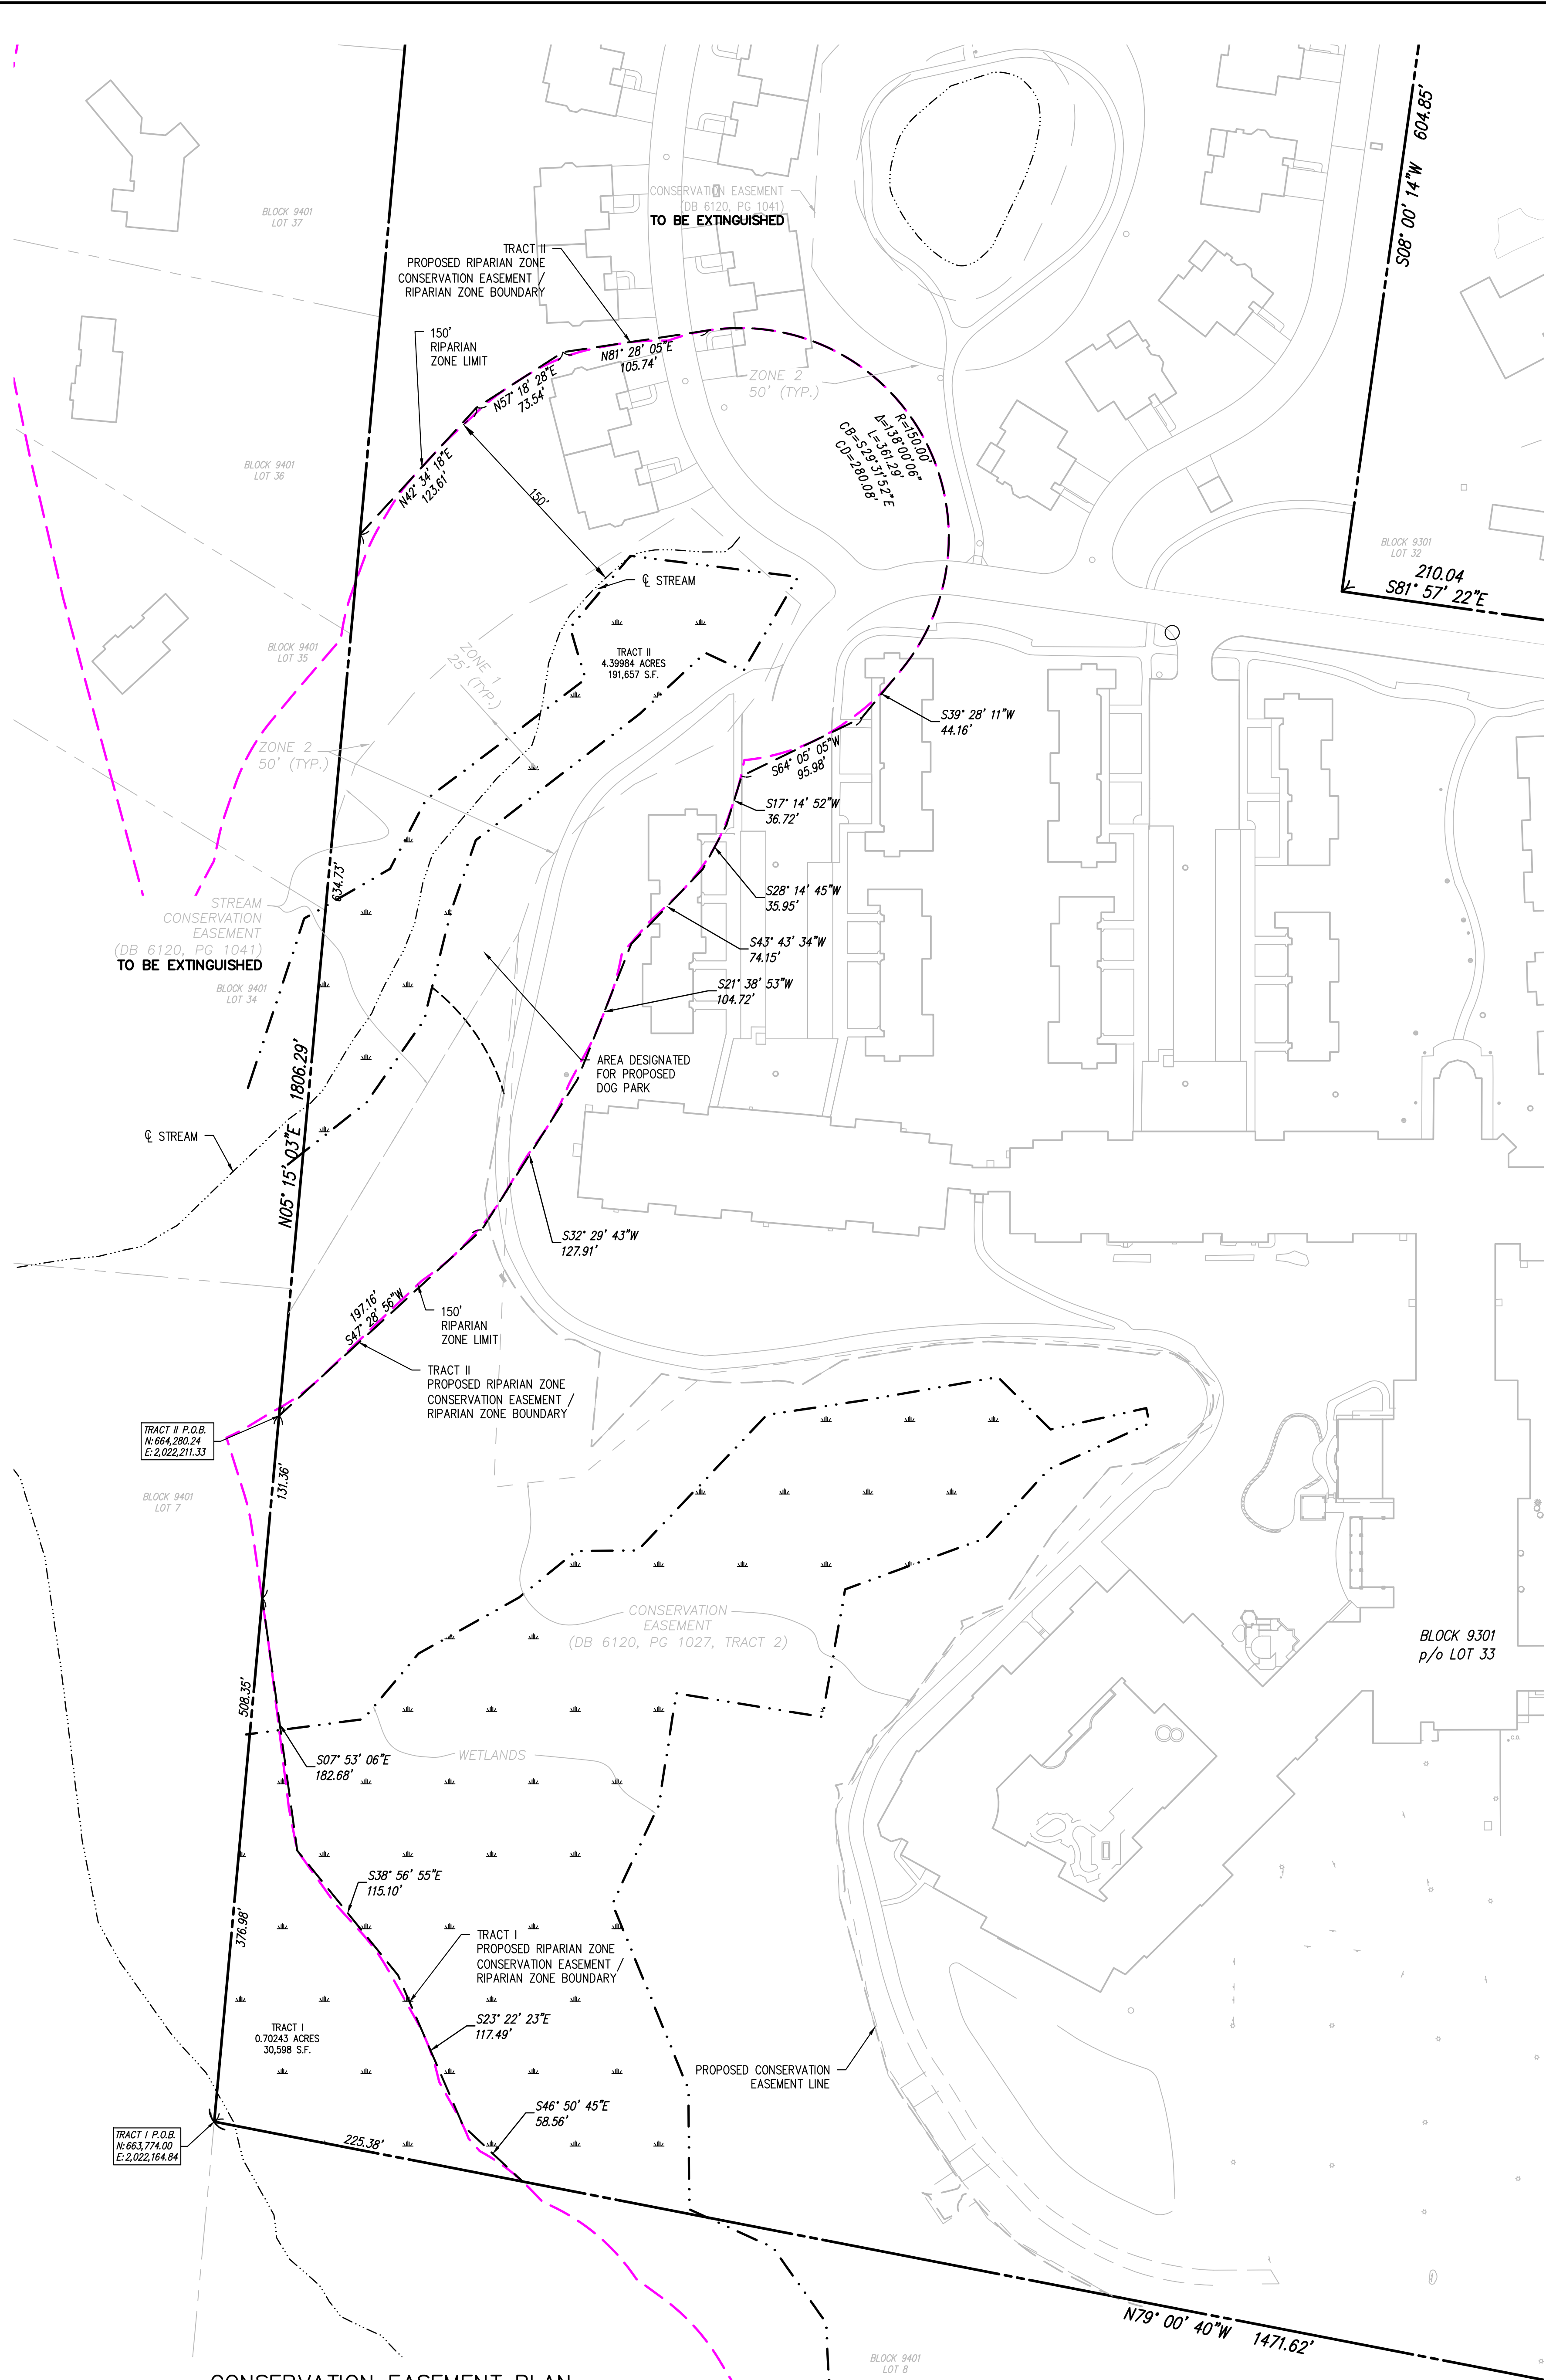 S08° 00' 14"W 604.85'
BLOCK 9401
LOT 37
CONSERVATION EASEMENT
(DB 6120, PG 1041)
TO BE EXTINGUISHED
TRACT II
PROPOSED RIPARIAN ZONE
CONSERVATION EASEMENT /
RIPARIAN ZONE BOUNDARY
150'
RIPARIAN
ZONE LIMIT
N81° 28' 05"E
105.74'
N57° 18' 28"E
73.54'
ZONE 2
50' (TYP.)
R=150.00'
Δ=138°00'06"
L=361.29'
CB=S29°31'52"E
CD=280.08'
N42° 34' 18"E
123.61'
150'
BLOCK 9401
LOT 36
BLOCK 9301
LOT 32
210.04
S81° 57' 22"E
℄ STREAM
BLOCK 9401
LOT 35
ZONE 1
25' (TYP.)
TRACT II
4.39984 ACRES
191,657 S.F.
S39° 28' 11"W
44.16'
ZONE 2
50' (TYP.)
S64° 05' 05"W
95.98'
S17° 14' 52"W
36.72'
634.73'
S28° 14' 45"W
35.95'
STREAM
CONSERVATION
EASEMENT
(DB 6120, PG 1041)
TO BE EXTINGUISHED
S43° 43' 34"W
74.15'
BLOCK 9401
LOT 34
S21° 38' 53"W
104.72'
AREA DESIGNATED
FOR PROPOSED
DOG PARK
N05° 15' 03"E 1806.29'
℄ STREAM
S32° 29' 43"W
127.91'
197.16'
S47° 28' 56"W
150'
RIPARIAN
ZONE LIMIT
TRACT II
PROPOSED RIPARIAN ZONE
CONSERVATION EASEMENT /
RIPARIAN ZONE BOUNDARY
TRACT II P.O.B.
N: 664,280.24
E: 2,022,211.33
131.36'
BLOCK 9401
LOT 7
CONSERVATION
EASEMENT
(DB 6120, PG 1027, TRACT 2)
BLOCK 9301
p/o LOT 33
508.35'
WETLANDS
S07° 53' 06"E
182.68'
C.O.
S38° 56' 55"E
115.10'
376.98'
TRACT I
PROPOSED RIPARIAN ZONE
CONSERVATION EASEMENT /
RIPARIAN ZONE BOUNDARY
S23° 22' 23"E
117.49'
TRACT I
0.70243 ACRES
30,598 S.F.
PROPOSED CONSERVATION
EASEMENT LINE
S46° 50' 45"E
58.56'
TRACT I P.O.B.
N: 663,774.00
E: 2,022,164.84
225.38'
N79° 00' 40"W 1471.62'
BLOCK 9401
LOT 8
CONSERVATION EASEMENT PLAN